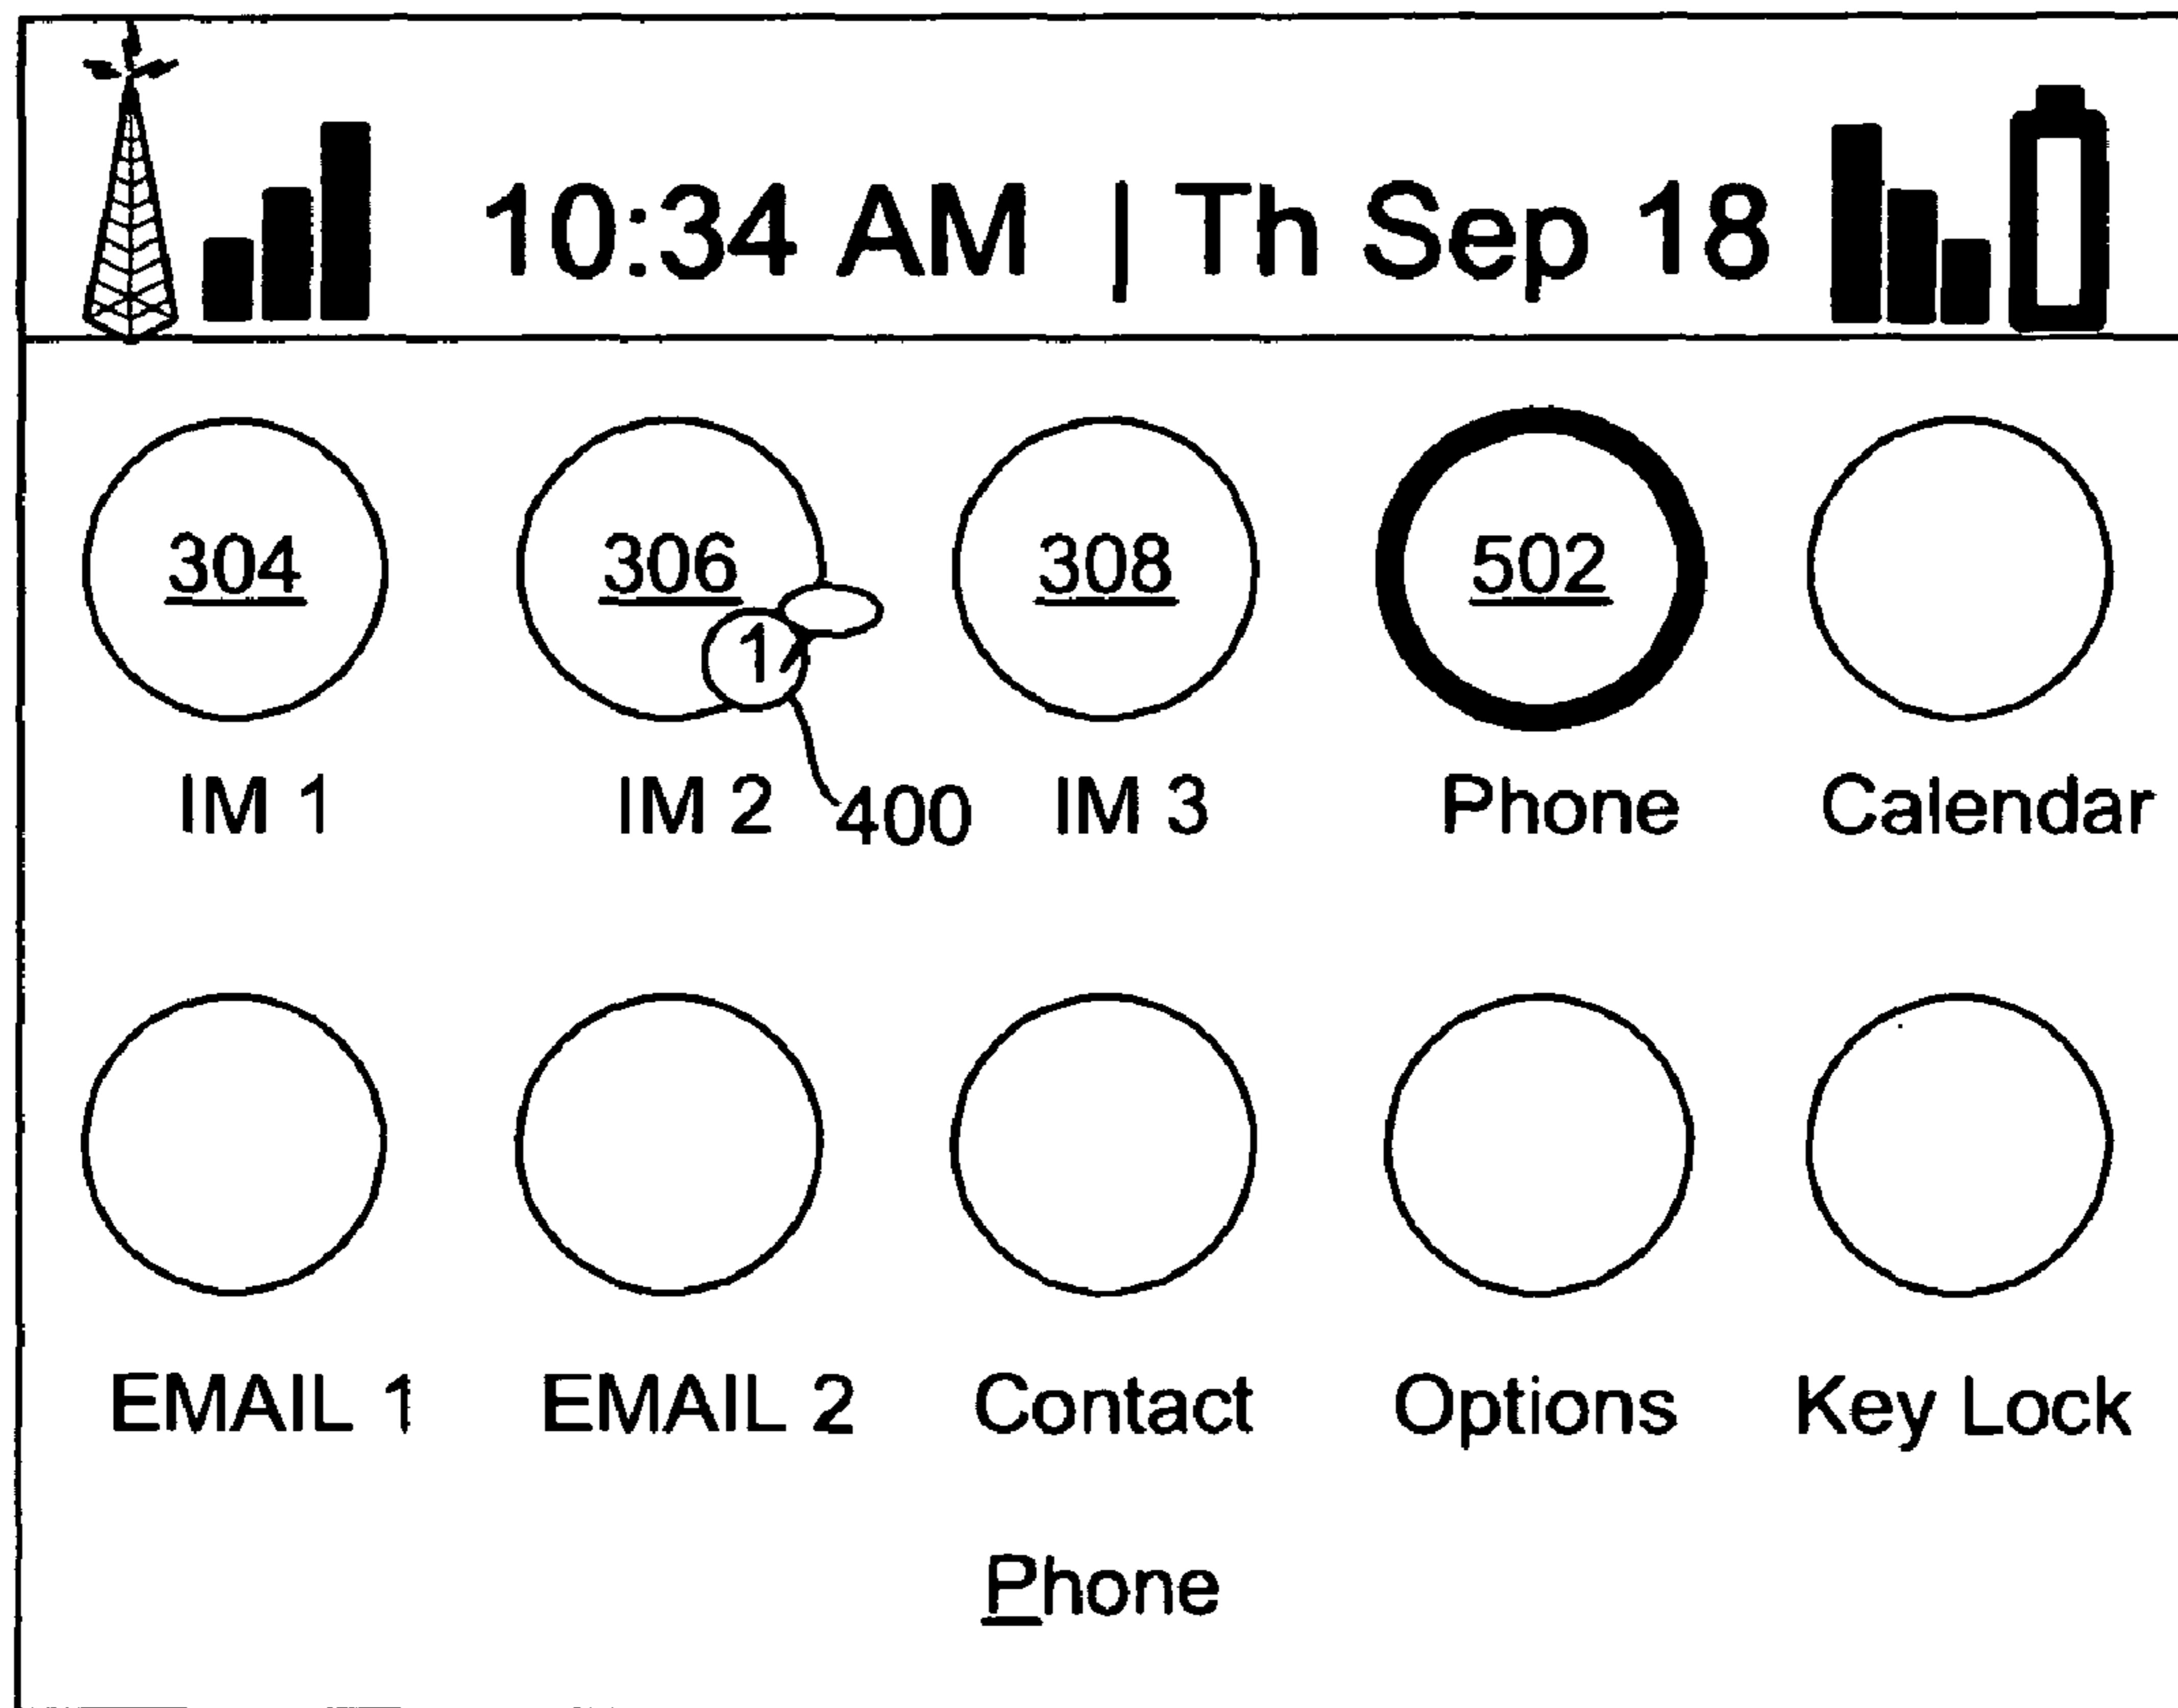 10:34 AM | Th Sep 18
304 306 308 502
1
IM 1 IM 2 400 IM 3 Phone Calendar
EMAIL 1 EMAIL 2 Contact Options Key Lock
Phone